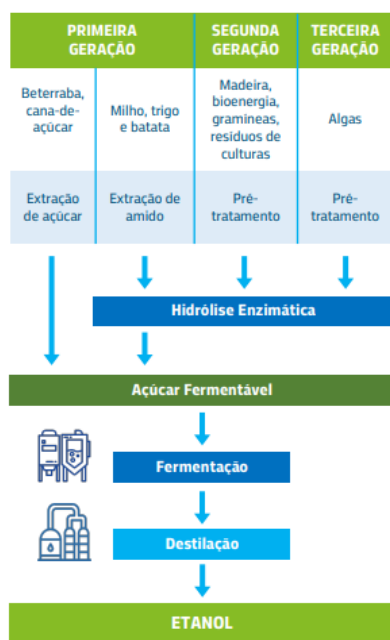 PRIMEIRA
GERAÇÃO
SEGUNDA
GERAÇÃO
TERCEIRA
GERAÇÃO
Beterraba,
cana-de-
açúcar
Milho, trigo
e batata
Madeira,
bioenergia,
gramineas,
resíduos de
culturas
Algas
Extração
de açúcar
Extração de
amido
Pré-
tratamento
Pré-
tratamento
Hidrólise Enzimática
Açúcar Fermentável
Fermentação
Destilação
ETANOL